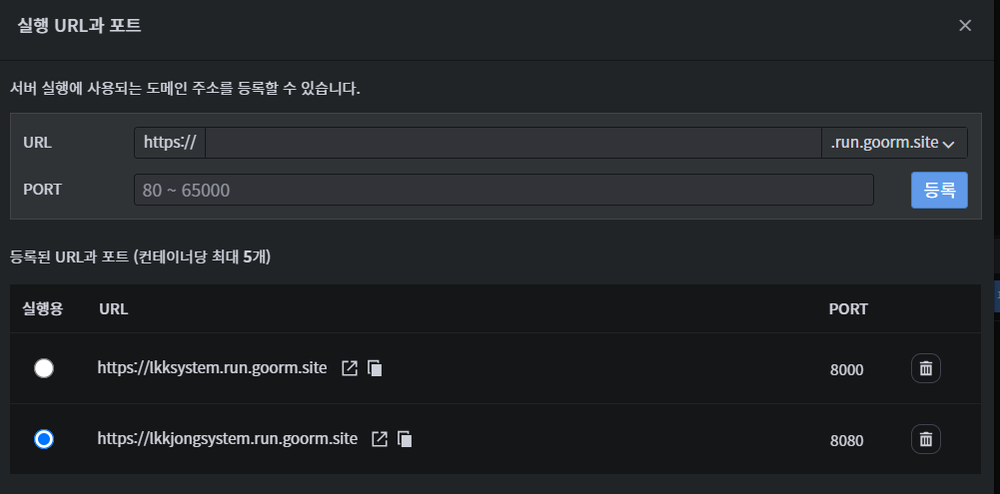 실행 URL과 포트
서버 실행에 사용되는 도메인 주소를 등록할 수 있습니다.
URL https:// .run.goorm.site
PORT 80 ~ 65000 등록
등록된 URL과 포트 (컨테이너당 최대 5개)
실행용 URL PORT
https://lkksystem.run.goorm.site 8000
https://lkkjongsystem.run.goorm.site 8080